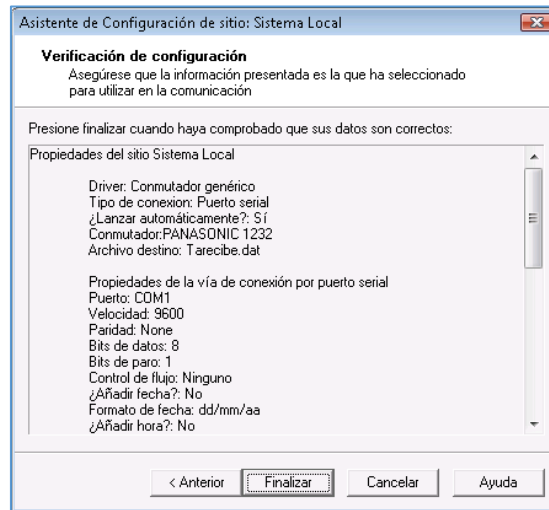 Asistente de Configuración de sitio: Sistema Local
Verificación de configuración
Asegúrese que la información presentada es la que ha seleccionado
para utilizar en la comunicación
Presione finalizar cuando haya comprobado que sus datos son correctos:
Propiedades del sitio Sistema Local
Driver: Conmutador genérico
Tipo de conexion: Puerto serial
¿Lanzar automáticamente?: Sí
Conmutador:PANASONIC 1232
Archivo destino: Tarecibe.dat
Propiedades de la vía de conexión por puerto serial
Puerto: COM1
Velocidad: 9600
Paridad: None
Bits de datos: 8
Bits de paro: 1
Control de flujo: Ninguno
¿Añadir fecha?: No
Formato de fecha: dd/mm/aa
¿Añadir hora?: No
< Anterior
Finalizar
Cancelar
Ayuda